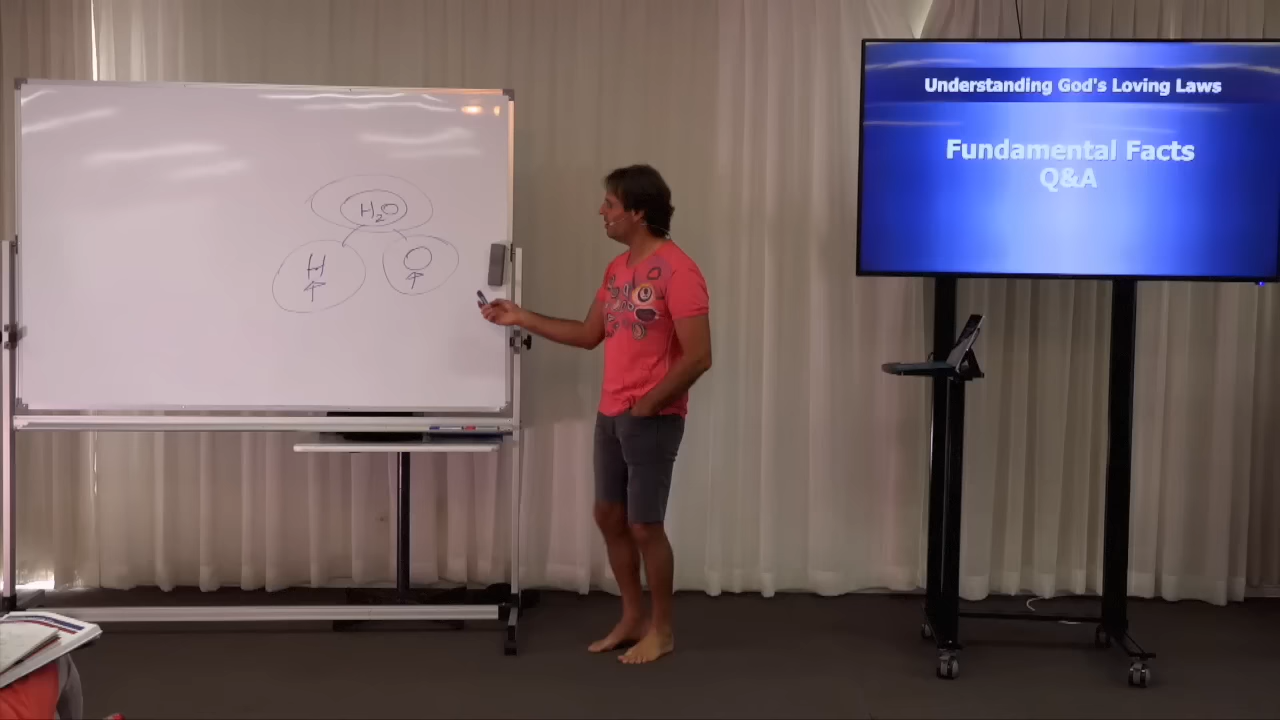 H₂O
H
O
Understanding God's Loving Laws
Fundamental Facts
Q&A